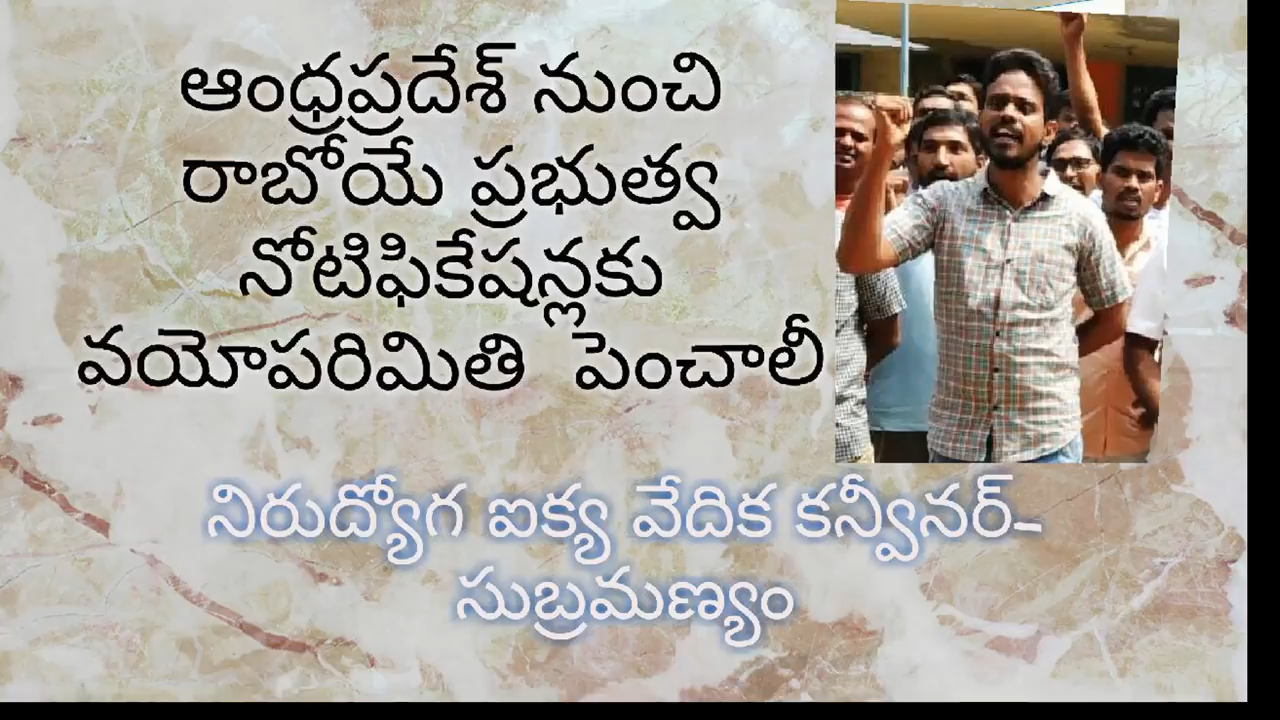 ఆంధ్రప్రదేశ్ నుంచి
రాబోయే ప్రభుత్వ
నోటిఫికేషన్లకు
వయోపరిమితి పెంచాలీ
నిరుద్యోగ ఐక్య వేదిక కన్వీనర్-
సుబ్రమణ్యం